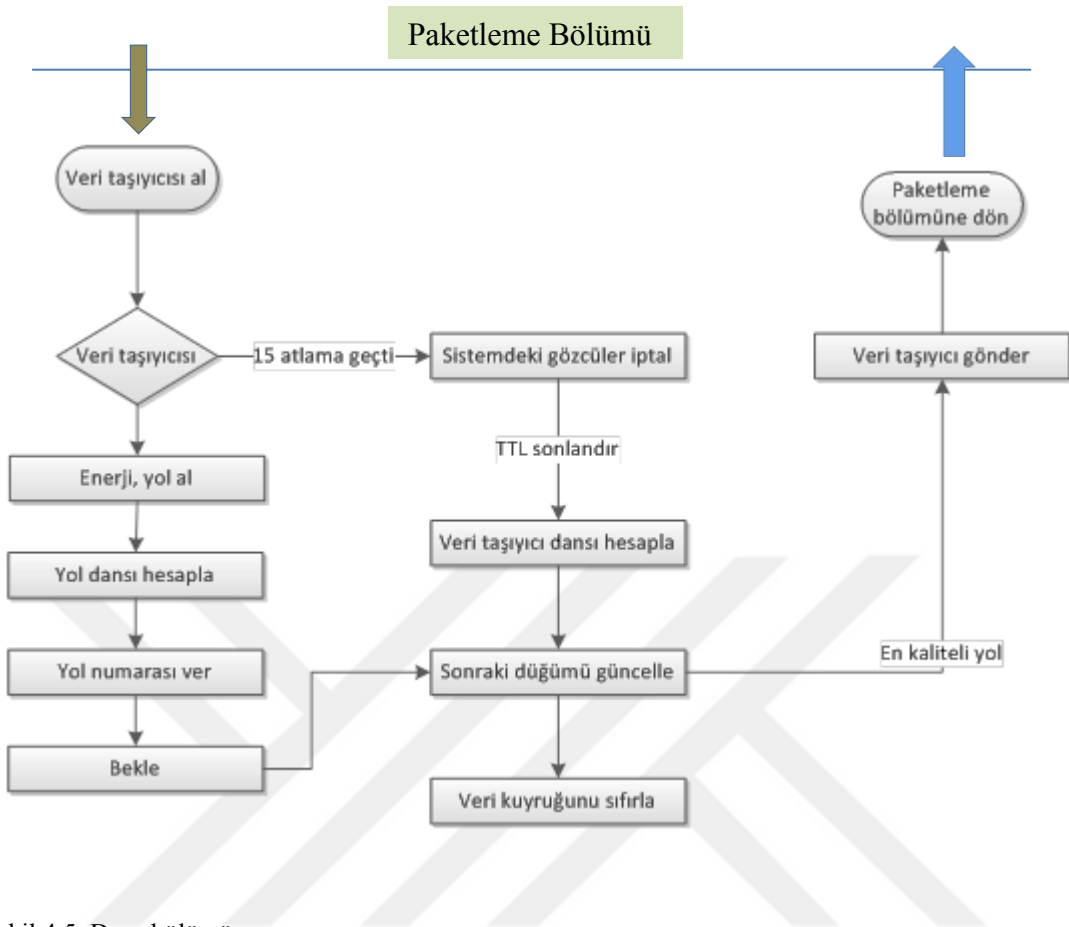 Paketleme Bölümü
Veri taşıyıcısı al
Paketleme
bölümüne dön
Veri taşıyıcısı
15 atlama geçti
Sistemdeki gözcüler iptal
Veri taşıyıcı gönder
TTL sonlandır
Enerji, yol al
Veri taşıyıcı dansı hesapla
Yol dansı hesapla
En kaliteli yol
Yol numarası ver
Sonraki düğümü güncelle
Bekle
Veri kuyruğunu sıfırla